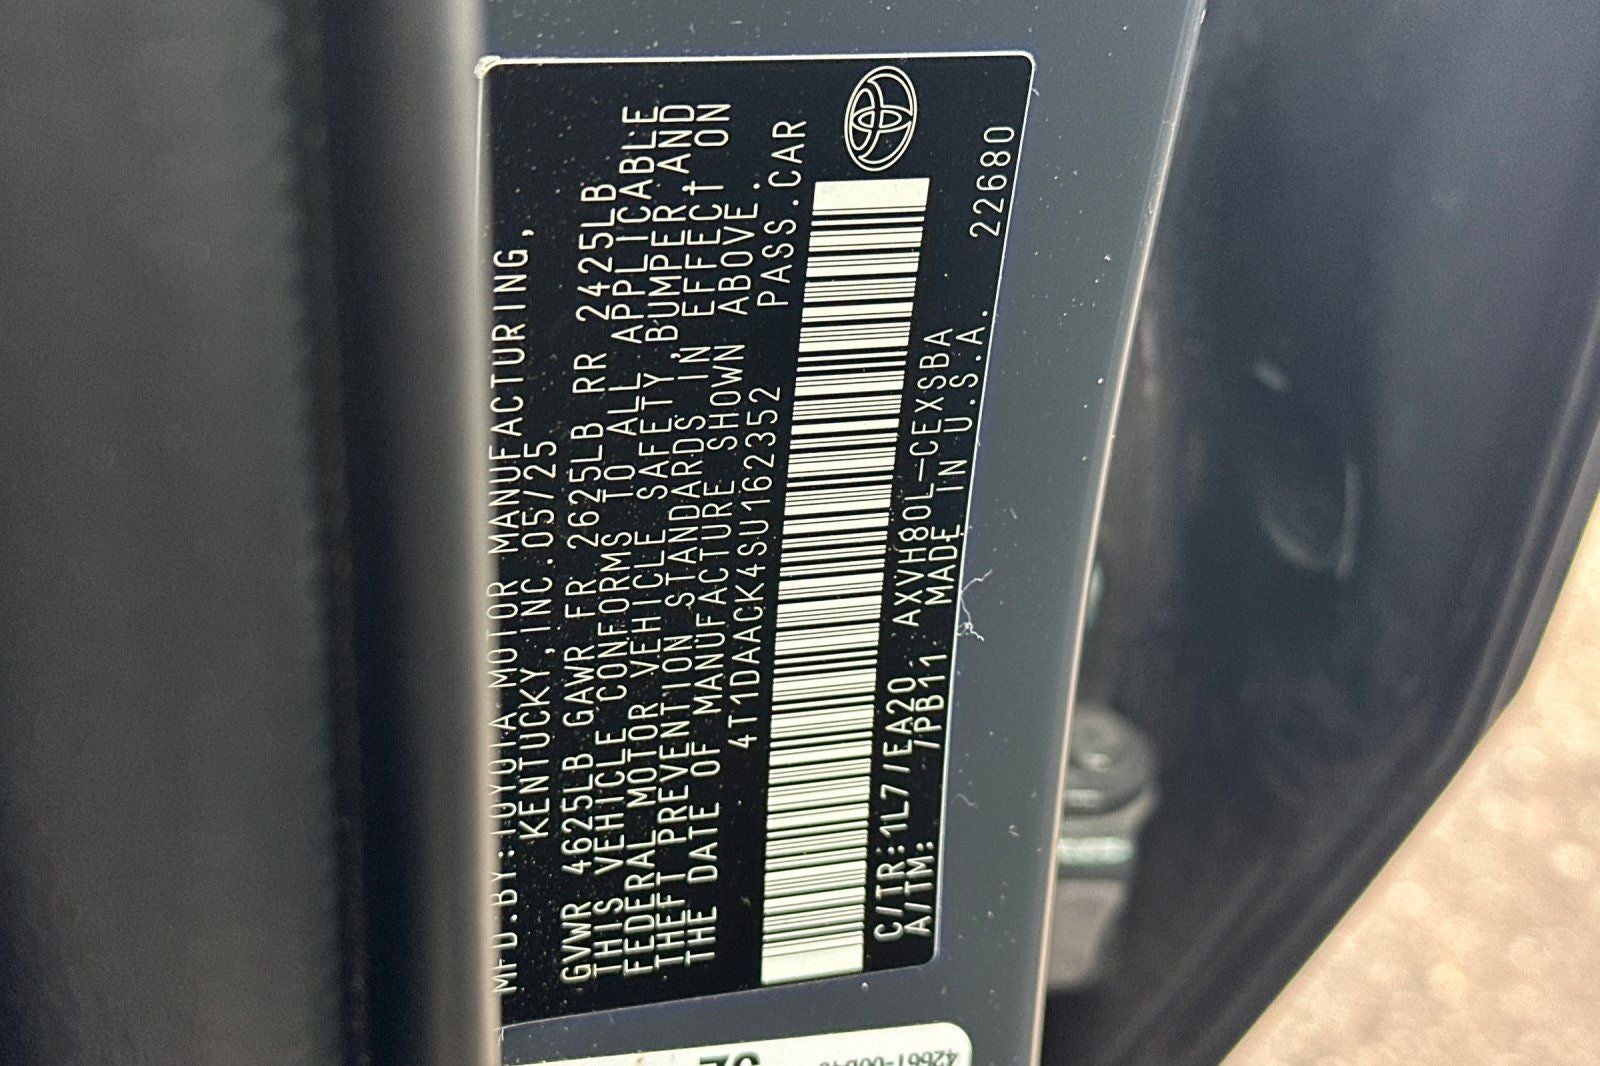 MFD.BY:TOYOTA MOTOR MANUFACTURING,
KENTUCKY,INC.05/25
GVWR 4625LB GAWR FR 2625LB RR 2425LB
THIS VEHICLE CONFORMS TO ALL APPLICABLE
FEDERAL MOTOR VEHICLE SAFETY,BUMPER,AND
THEFT PREVENTION STANDARDS IN EFFECT ON
THE DATE OF MANUFACTURE SHOWN ABOVE.
4T1DAACK4SU162352 PASS.CAR
C/TR:1L7/EA20 AXVH80L-CEXSBA 22680
A/TM: /PB11 MADE IN U.S.A.